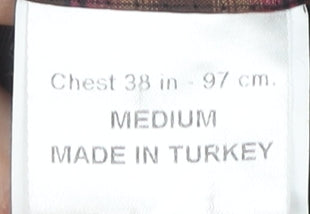 Chest 38 in - 97 cm.
MEDIUM
MADE IN TURKEY